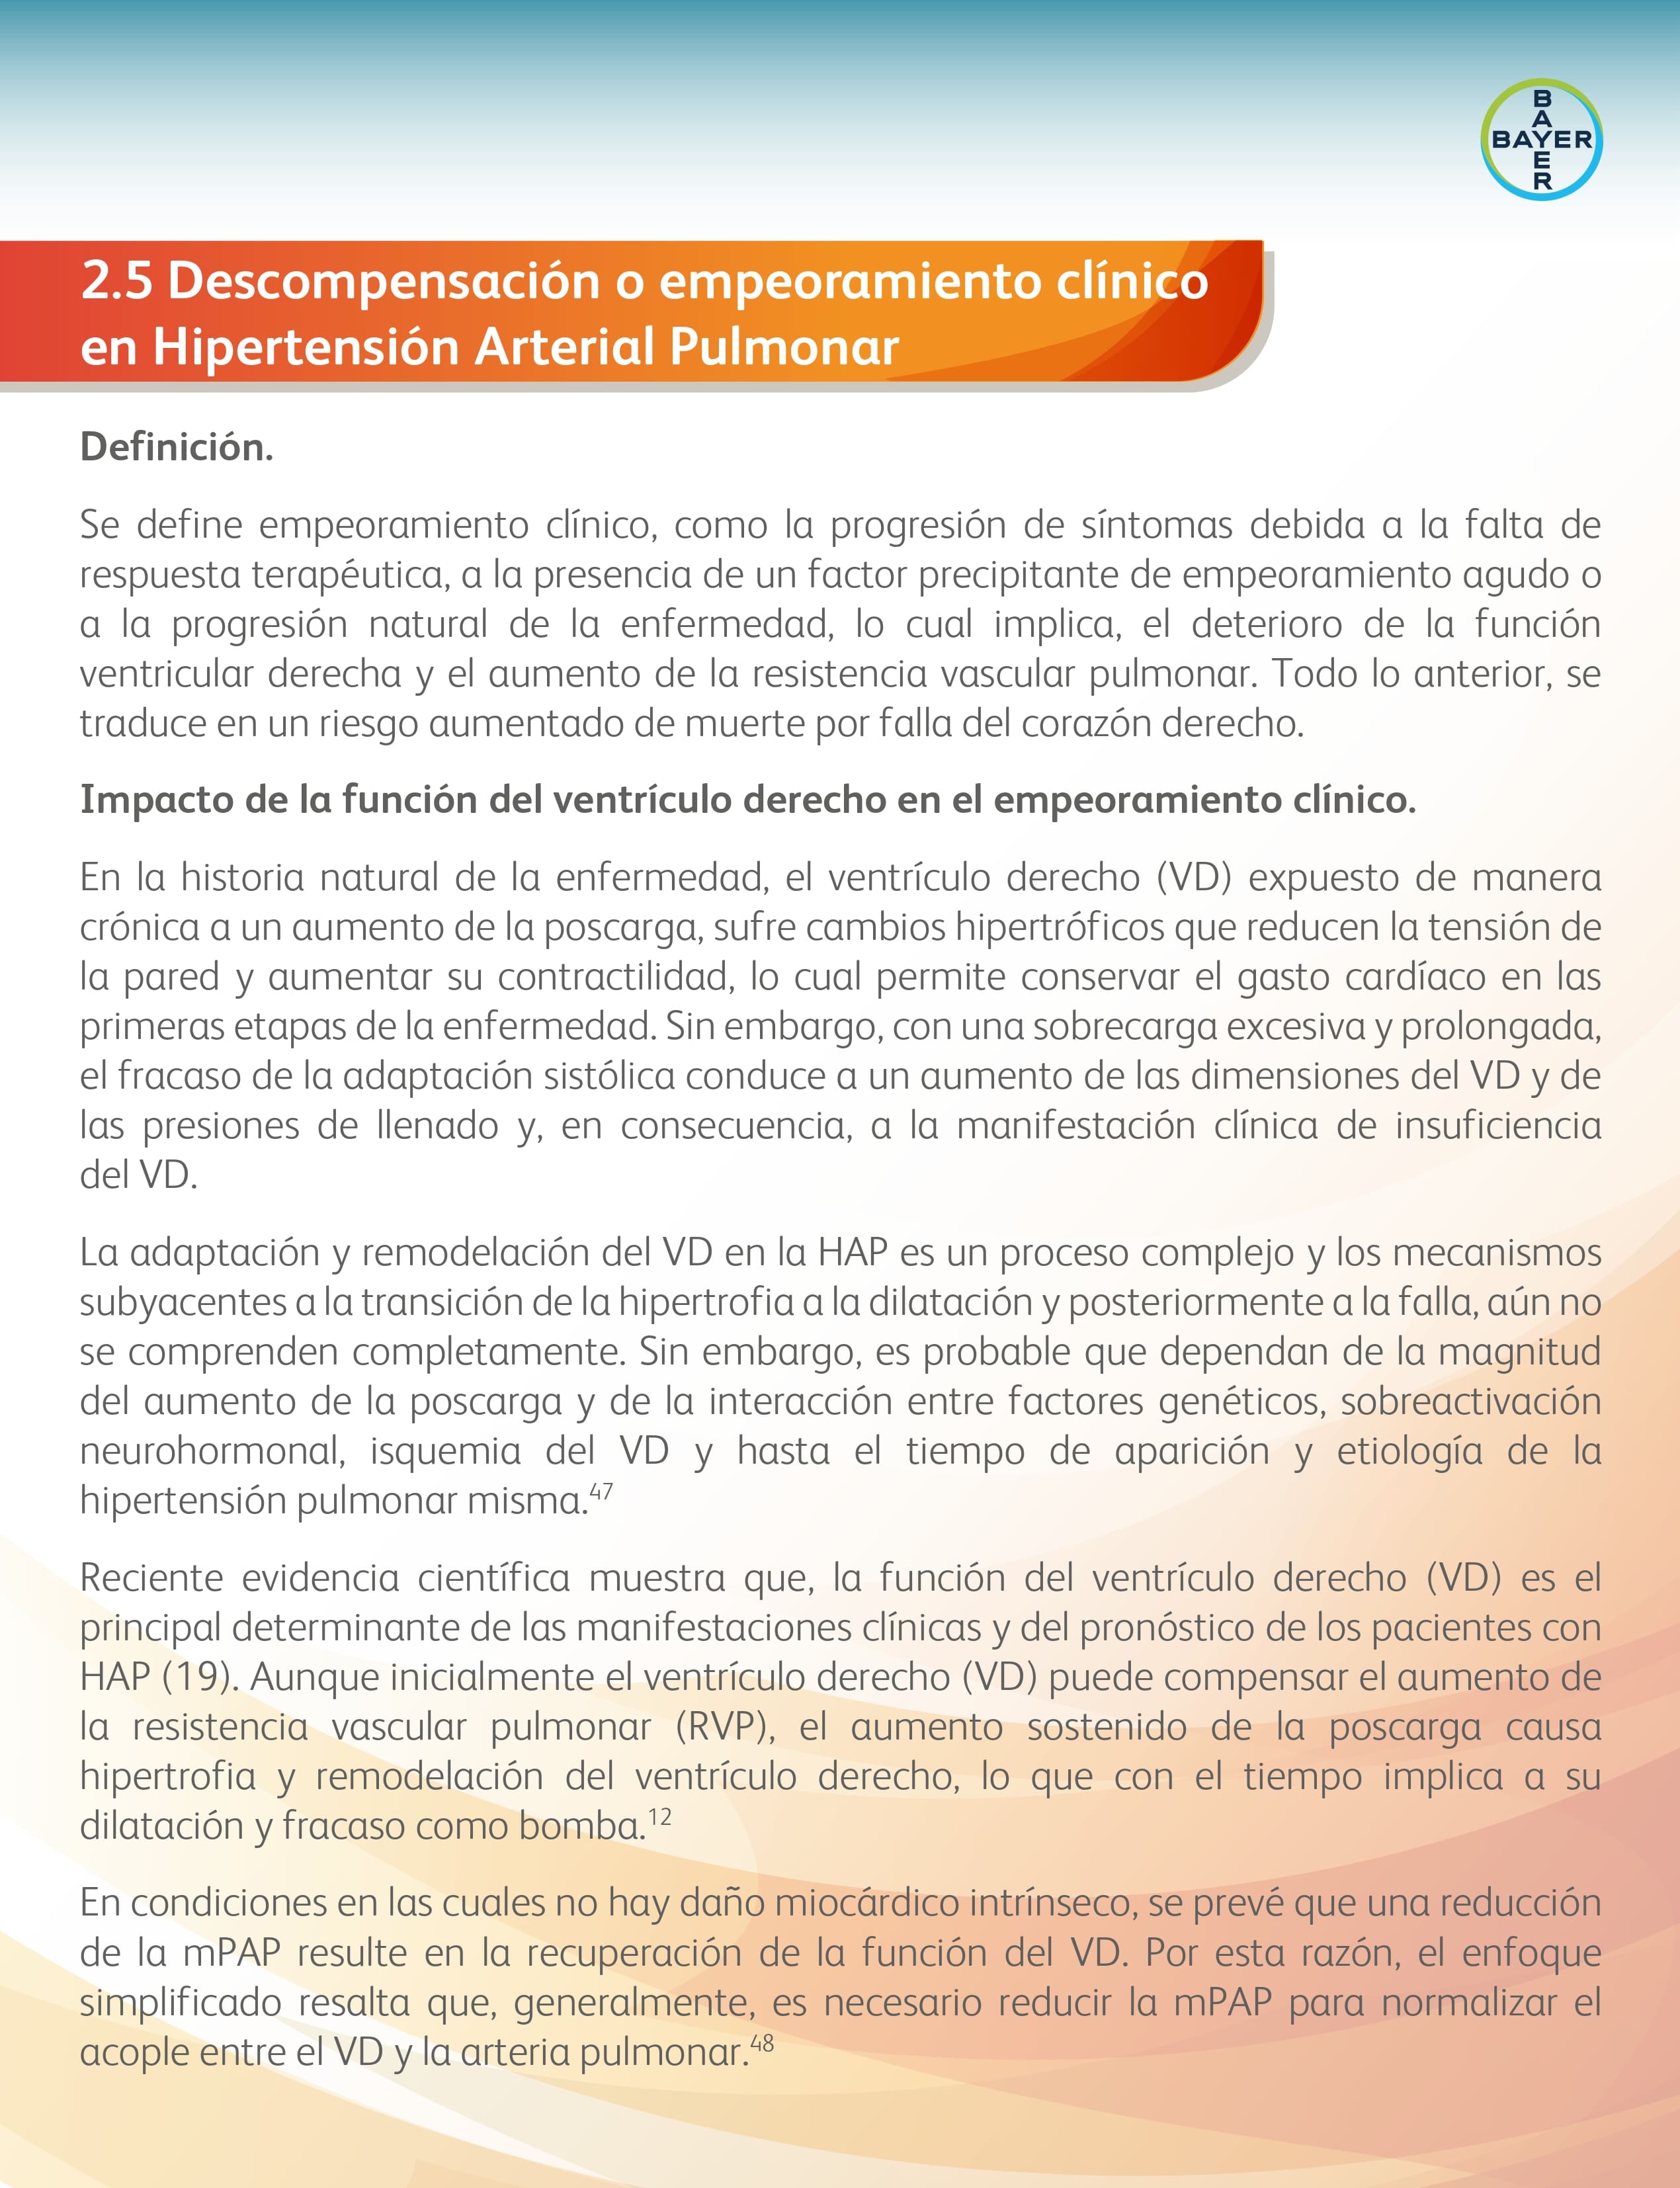 BAYER
BAYER
2.5 Descompensación o empeoramiento clínico
en Hipertensión Arterial Pulmonar
Definición.
Se define empeoramiento clínico, como la progresión de síntomas debida a la falta de
respuesta terapéutica, a la presencia de un factor precipitante de empeoramiento agudo o
a la progresión natural de la enfermedad, lo cual implica, el deterioro de la función
ventricular derecha y el aumento de la resistencia vascular pulmonar. Todo lo anterior, se
traduce en un riesgo aumentado de muerte por falla del corazón derecho.
Impacto de la función del ventrículo derecho en el empeoramiento clínico.
En la historia natural de la enfermedad, el ventrículo derecho (VD) expuesto de manera
crónica a un aumento de la poscarga, sufre cambios hipertróficos que reducen la tensión de
la pared y aumentar su contractilidad, lo cual permite conservar el gasto cardíaco en las
primeras etapas de la enfermedad. Sin embargo, con una sobrecarga excesiva y prolongada,
el fracaso de la adaptación sistólica conduce a un aumento de las dimensiones del VD y de
las presiones de llenado y, en consecuencia, a la manifestación clínica de insuficiencia
del VD.
La adaptación y remodelación del VD en la HAP es un proceso complejo y los mecanismos
subyacentes a la transición de la hipertrofia a la dilatación y posteriormente a la falla, aún no
se comprenden completamente. Sin embargo, es probable que dependan de la magnitud
del aumento de la poscarga y de la interacción entre factores genéticos, sobreactivación
neurohormonal, isquemia del VD y hasta el tiempo de aparición y etiología de la
hipertensión pulmonar misma.47
Reciente evidencia científica muestra que, la función del ventrículo derecho (VD) es el
principal determinante de las manifestaciones clínicas y del pronóstico de los pacientes con
HAP (19). Aunque inicialmente el ventrículo derecho (VD) puede compensar el aumento de
la resistencia vascular pulmonar (RVP), el aumento sostenido de la poscarga causa
hipertrofia y remodelación del ventrículo derecho, lo que con el tiempo implica a su
dilatación y fracaso como bomba.12
En condiciones en las cuales no hay daño miocárdico intrínseco, se prevé que una reducción
de la mPAP resulte en la recuperación de la función del VD. Por esta razón, el enfoque
simplificado resalta que, generalmente, es necesario reducir la mPAP para normalizar el
acople entre el VD y la arteria pulmonar.48